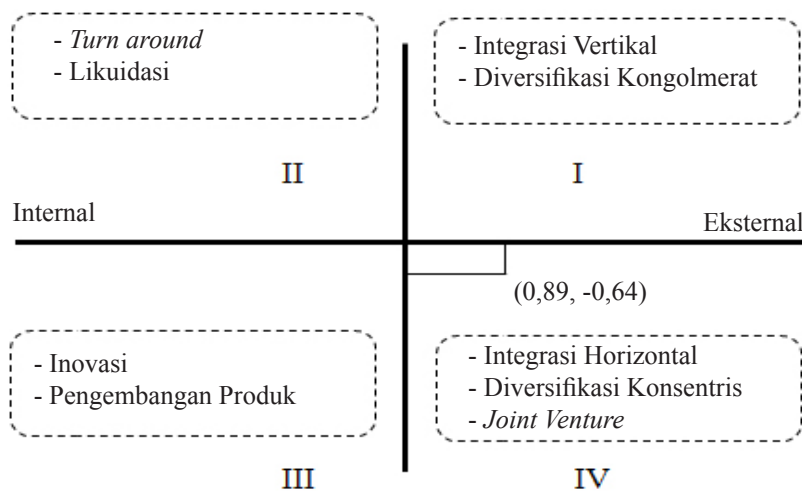 - Turn around
- Likuidasi
- Integrasi Vertikal
- Diversifikasi Kongolmerat
II
I
Internal
Eksternal
(0,89, -0,64)
- Inovasi
- Pengembangan Produk
- Integrasi Horizontal
- Diversifikasi Konsentris
- Joint Venture
III
IV